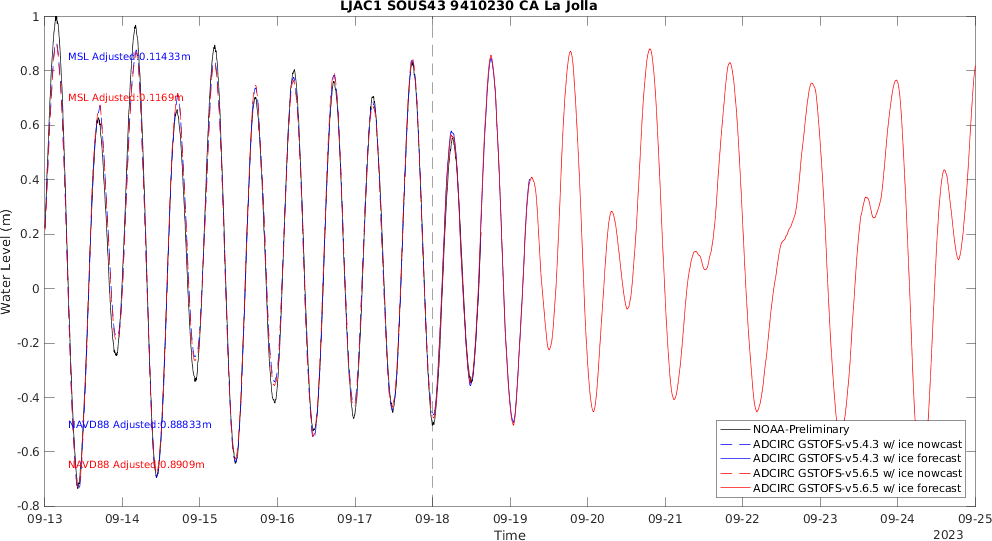 LJAC1 SOUS43 9410230 CA La Jolla
1
0.8
0.6
0.4
0.2
0
-0.2
-0.4
-0.6
-0.8
Water Level (m)
MSL Adjusted:0.11433m
MSL Adjusted:0.1169m
NAVD88 Adjusted:0.88833m
NAVD88 Adjusted:0.8909m
NOAA-Preliminary
ADCIRC GSTOFS-v5.4.3 w/ ice nowcast
ADCIRC GSTOFS-v5.4.3 w/ ice forecast
ADCIRC GSTOFS-v5.6.5 w/ ice nowcast
ADCIRC GSTOFS-v5.6.5 w/ ice forecast
09-13 09-14 09-15 09-16 09-17 09-18 09-19 09-20 09-21 09-22 09-23 09-24 09-25
Time
2023